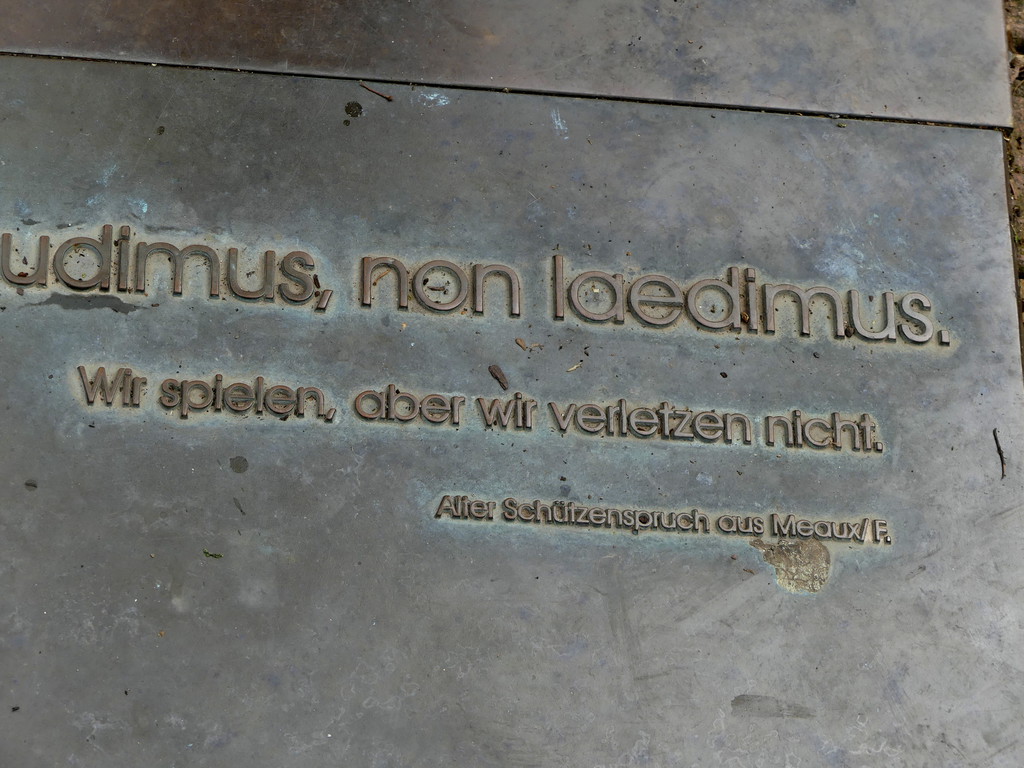 udimus, non laedimus.
Wir spielen, aber wir verletzen nicht.
Alter Schützenspruch aus Meaux/ F.